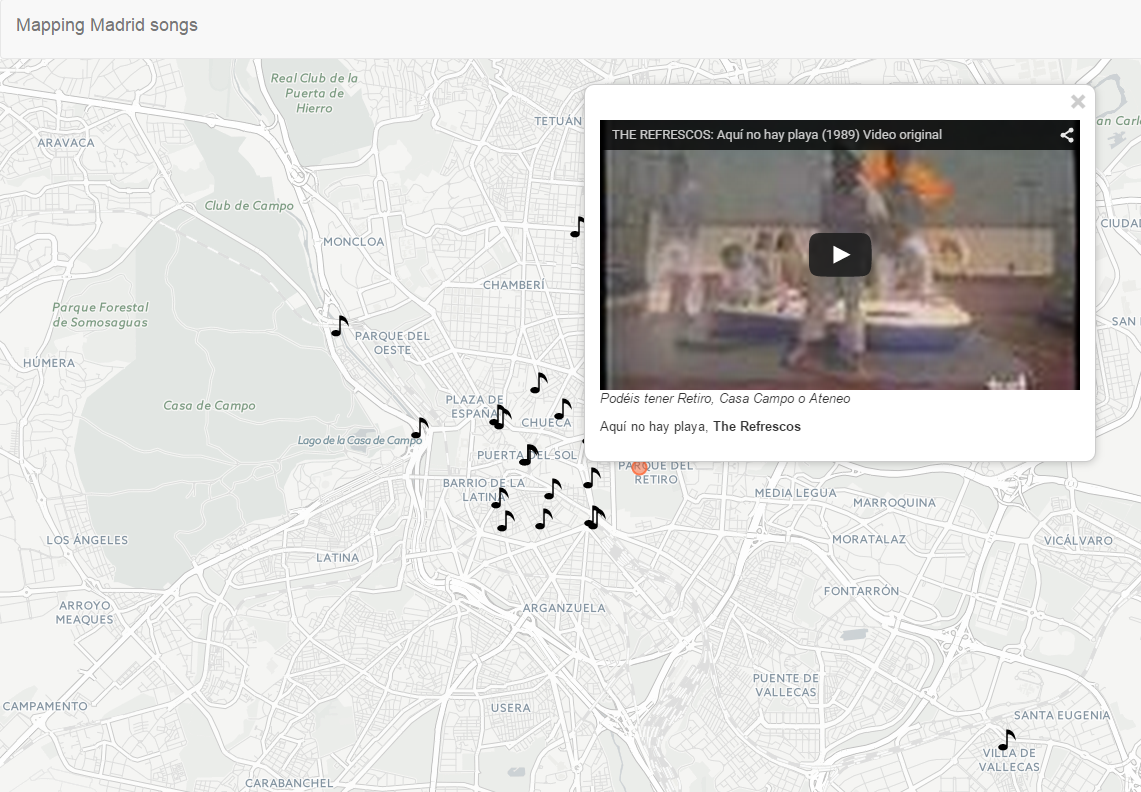 Mapping Madrid songs
Real Club de la
Puerta de
Hierro
TETUÁN
ARAVACA
THE REFRESCOS: Aquí no hay playa (1989) Video original
Club de Campo
MONCLOA
CIUDAD
CHAMBERÍ
Parque Forestal
de Somosaguas
PARQUE DEL
OESTE
SAN
HÚMERA
Podéis tener Retiro, Casa Campo o Ateneo
PLAZA DE
ESPAÑA
Casa de Campo
CHUECA
Aquí no hay playa, The Refrescos
Lago de la Casa de Campo
PUERTA DEL SOL
PARQUE DEL
RETIRO
BARRIO DE LA
LATINA
MEDIA LEGUA
MARROQUINA
LOS ÁNGELES
MORATALAZ
VICÁLVARO
LATINA
FONTARRÓN
ARROYO
MEAQUES
ARGANZUELA
PUENTE DE
VALLECAS
CAMPAMENTO
USERA
SANTA EUGENIA
VILLA DE
VALLECAS
CARABANCHEL